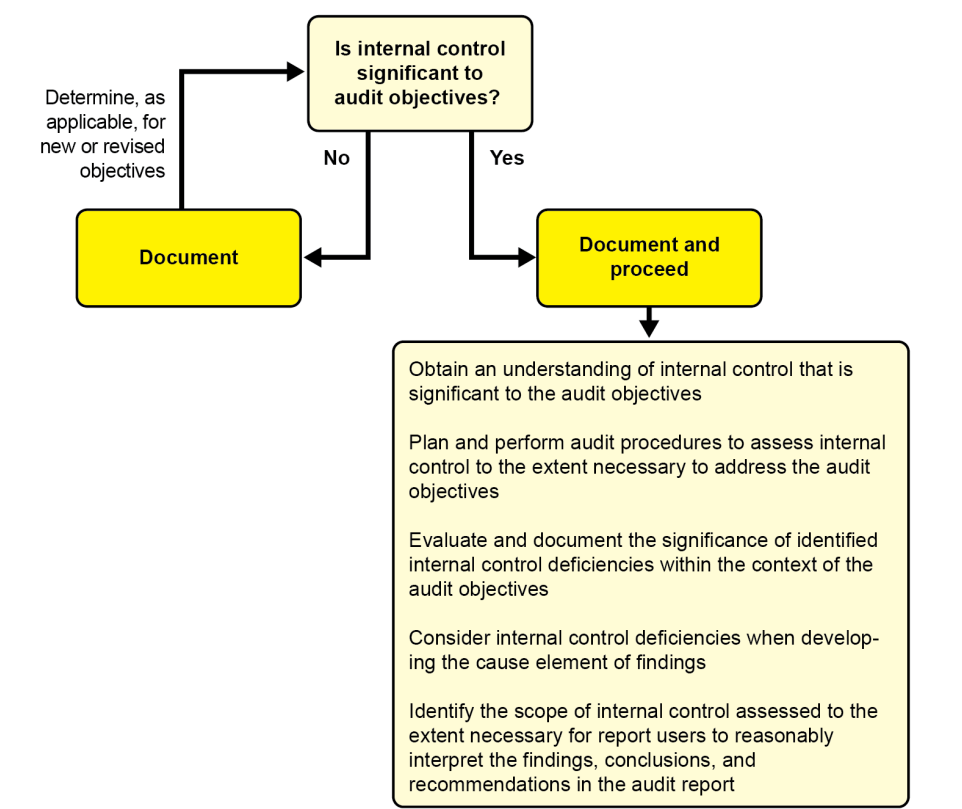 Is internal control
significant to
audit objectives?
Determine, as
applicable, for
new or revised
objectives
No
Yes
Document
Document and
proceed
Obtain an understanding of internal control that is
significant to the audit objectives
Plan and perform audit procedures to assess internal
control to the extent necessary to address the audit
objectives
Evaluate and document the significance of identified
internal control deficiencies within the context of the
audit objectives
Consider internal control deficiencies when develop-
ing the cause element of findings
Identify the scope of internal control assessed to the
extent necessary for report users to reasonably
interpret the findings, conclusions, and
recommendations in the audit report